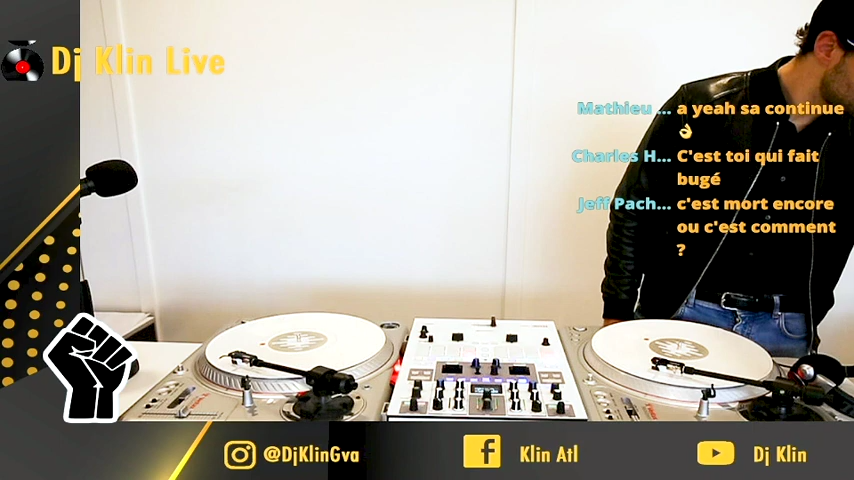 Dj Klin Live
Mathieu ... a yeah sa continue
👌
Charles H... C'est toi qui fait
bugé
Jeff Pach... c'est mort encore
ou c'est comment
?
@DjKlinGva
Klin Atl
Dj Klin